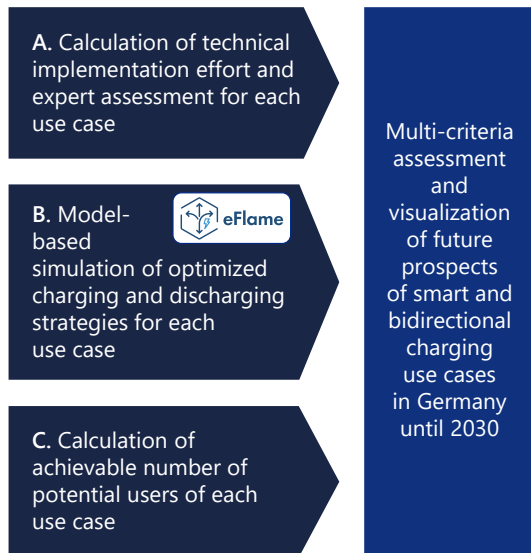 A. Calculation of technical
implementation effort and
expert assessment for each
use case
B. Model-
based
simulation of optimized
charging and discharging
strategies for each
use case
eFlame
C. Calculation of
achievable number of
potential users of each
use case
Multi-criteria
assessment
and
visualization
of future
prospects
of smart and
bidirectional
charging
use cases
in Germany
until 2030